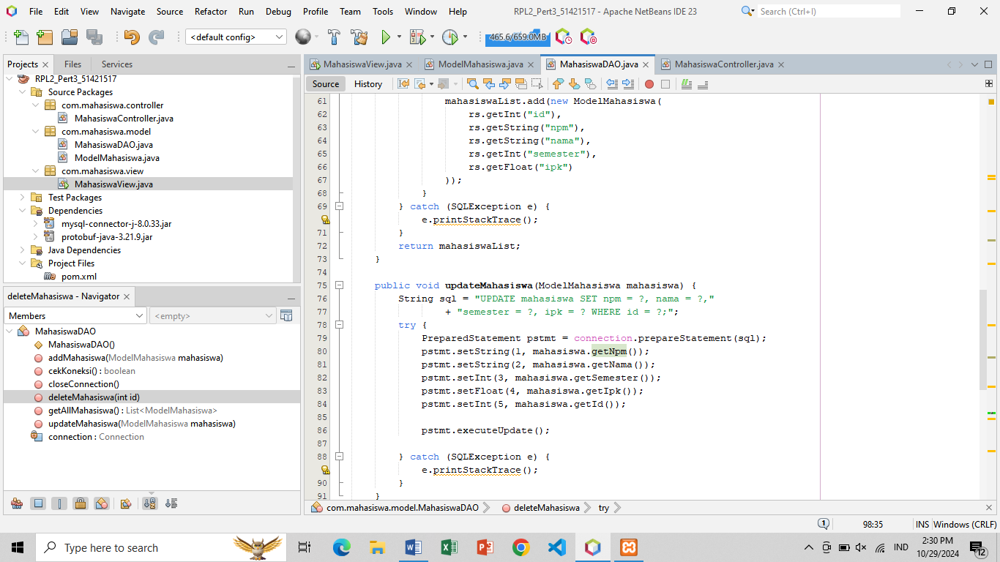 File Edit View Navigate Source Refactor Run Debug Profile Team Tools Window Help
RPL2_Pert3_51421517 - Apache NetBeans IDE 23
Search (Ctrl+I)
<default config>
465.6/659.0MB
Projects
Files
Services
RPL2_Pert3_51421517
Source Packages
com.mahasiswa.controller
MahasiswaController.java
com.mahasiswa.model
MahasiswaDAO.java
ModelMahasiswa.java
com.mahasiswa.view
MahasiswaView.java
Test Packages
Dependencies
mysql-connector-j-8.0.33.jar
protobuf-java-3.21.9.jar
Java Dependencies
Project Files
pom.xml
deleteMahasiswa - Navigator
Members
<empty>
MahasiswaDAO
MahasiswaDAO()
addMahasiswa(ModelMahasiswa mahasiswa)
cekKoneksi() : boolean
closeConnection()
deleteMahasiswa(int id)
getAllMahasiswa() : List<ModelMahasiswa>
updateMahasiswa(ModelMahasiswa mahasiswa)
connection : Connection
MahasiswaView.java
ModelMahasiswa.java
MahasiswaDAO.java
MahasiswaController.java
Source
History
61 mahasiswaList.add(new ModelMahasiswa(
62 rs.getInt("id"),
63 rs.getString("npm"),
64 rs.getString("nama"),
65 rs.getInt("semester"),
66 rs.getFloat("ipk")
67 ));
68 }
69 } catch (SQLException e) {
e.printStackTrace();
71 }
72 return mahasiswaList;
73 }
74
75 public void updateMahasiswa(ModelMahasiswa mahasiswa) {
76 String sql = "UPDATE mahasiswa SET npm = ?, nama = ?,"
77 + "semester = ?, ipk = ? WHERE id = ?;";
78 try {
79 PreparedStatement pstmt = connection.prepareStatement(sql);
80 pstmt.setString(1, mahasiswa.getNpm());
81 pstmt.setString(2, mahasiswa.getNama());
82 pstmt.setInt(3, mahasiswa.getSemester());
83 pstmt.setFloat(4, mahasiswa.getIpk());
84 pstmt.setInt(5, mahasiswa.getId());
85
86 pstmt.executeUpdate();
87
88 } catch (SQLException e) {
e.printStackTrace();
90 }
91 }
com.mahasiswa.model.MahasiswaDAO
deleteMahasiswa
try
1
98:35
INS
Windows (CRLF)
Type here to search
IND
2:30 PM
10/29/2024
12